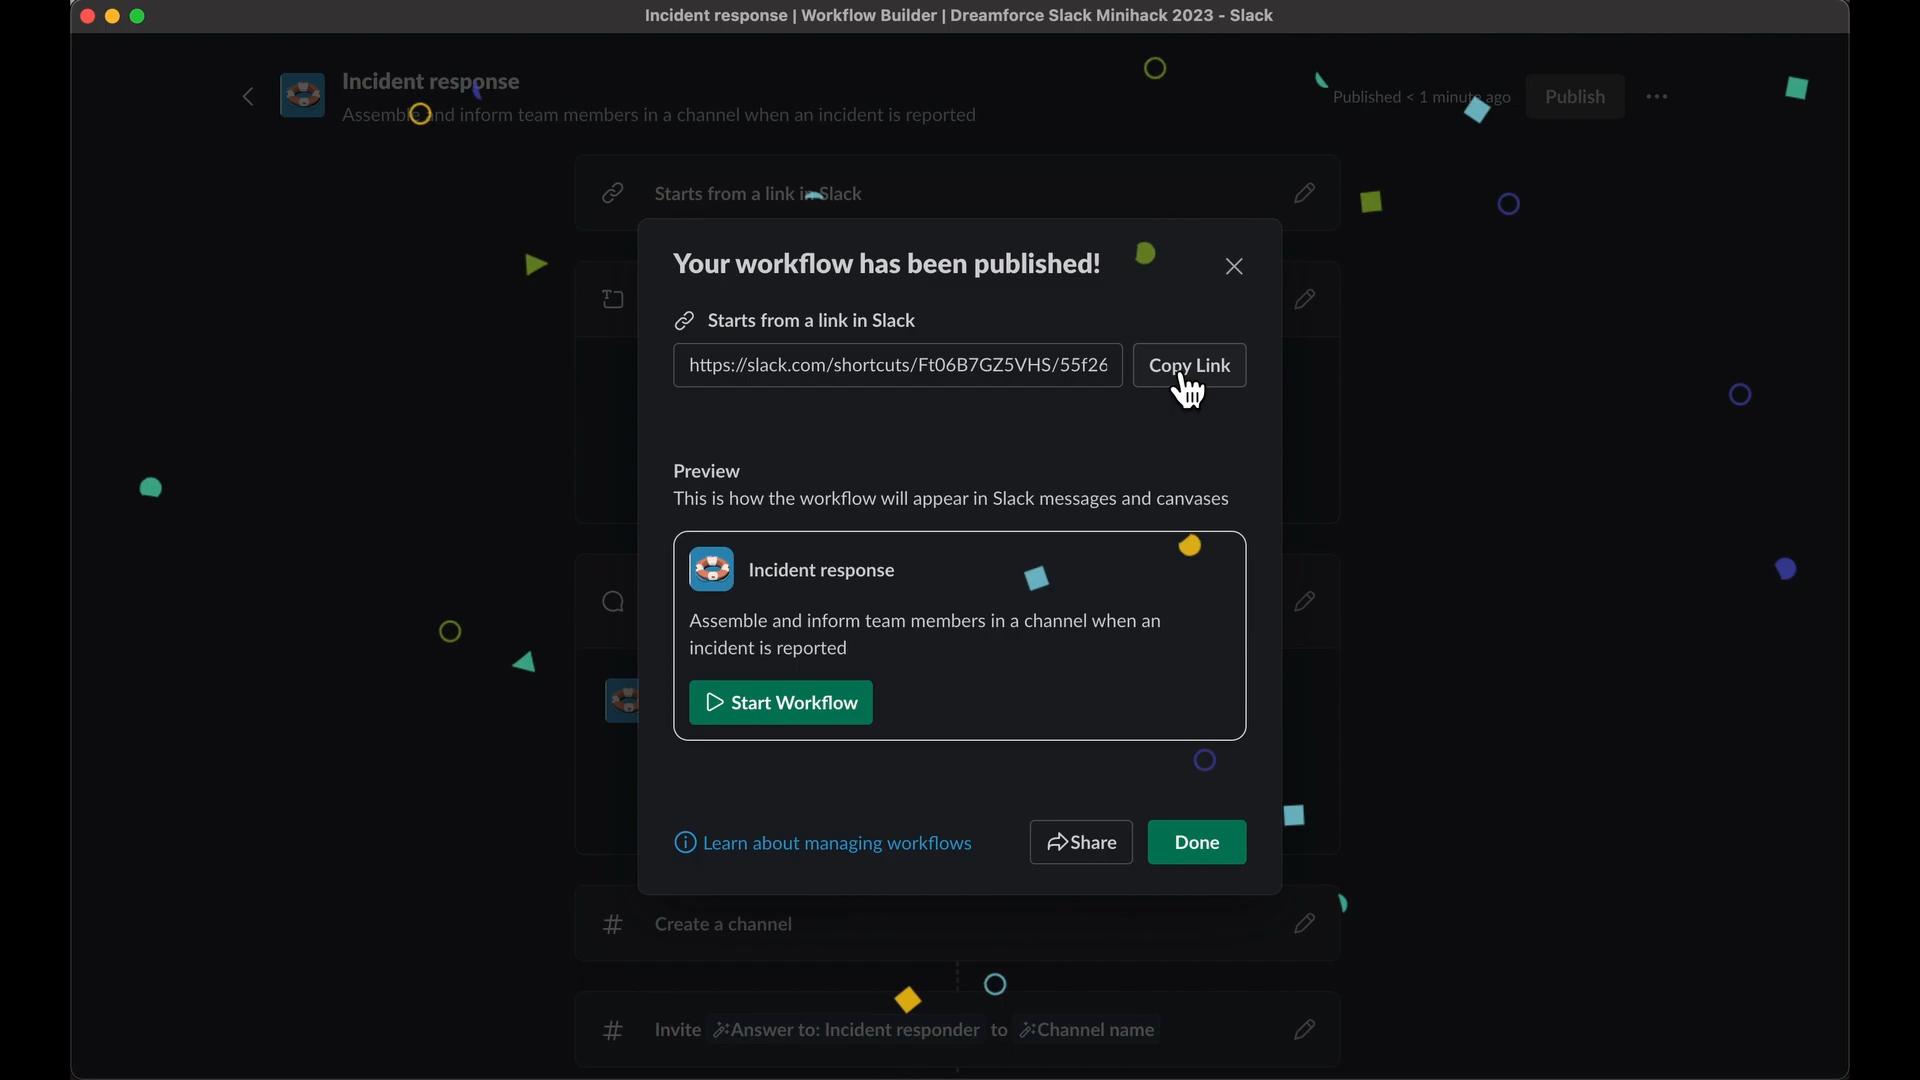 Incident response | Workflow Builder | Dreamforce Slack Minihack 2023 - Slack
Incident response
Assemble and inform team members in a channel when an incident is reported
Published < 1 minute ago
Publish
Starts from a link in Slack
Your workflow has been published!
Starts from a link in Slack
https://slack.com/shortcuts/Ft06B7GZ5VHS/55f26
Copy Link
Preview
This is how the workflow will appear in Slack messages and canvases
Incident response
Assemble and inform team members in a channel when an
incident is reported
Start Workflow
Learn about managing workflows
Share
Done
Create a channel
Invite Answer to: Incident responder to Channel name